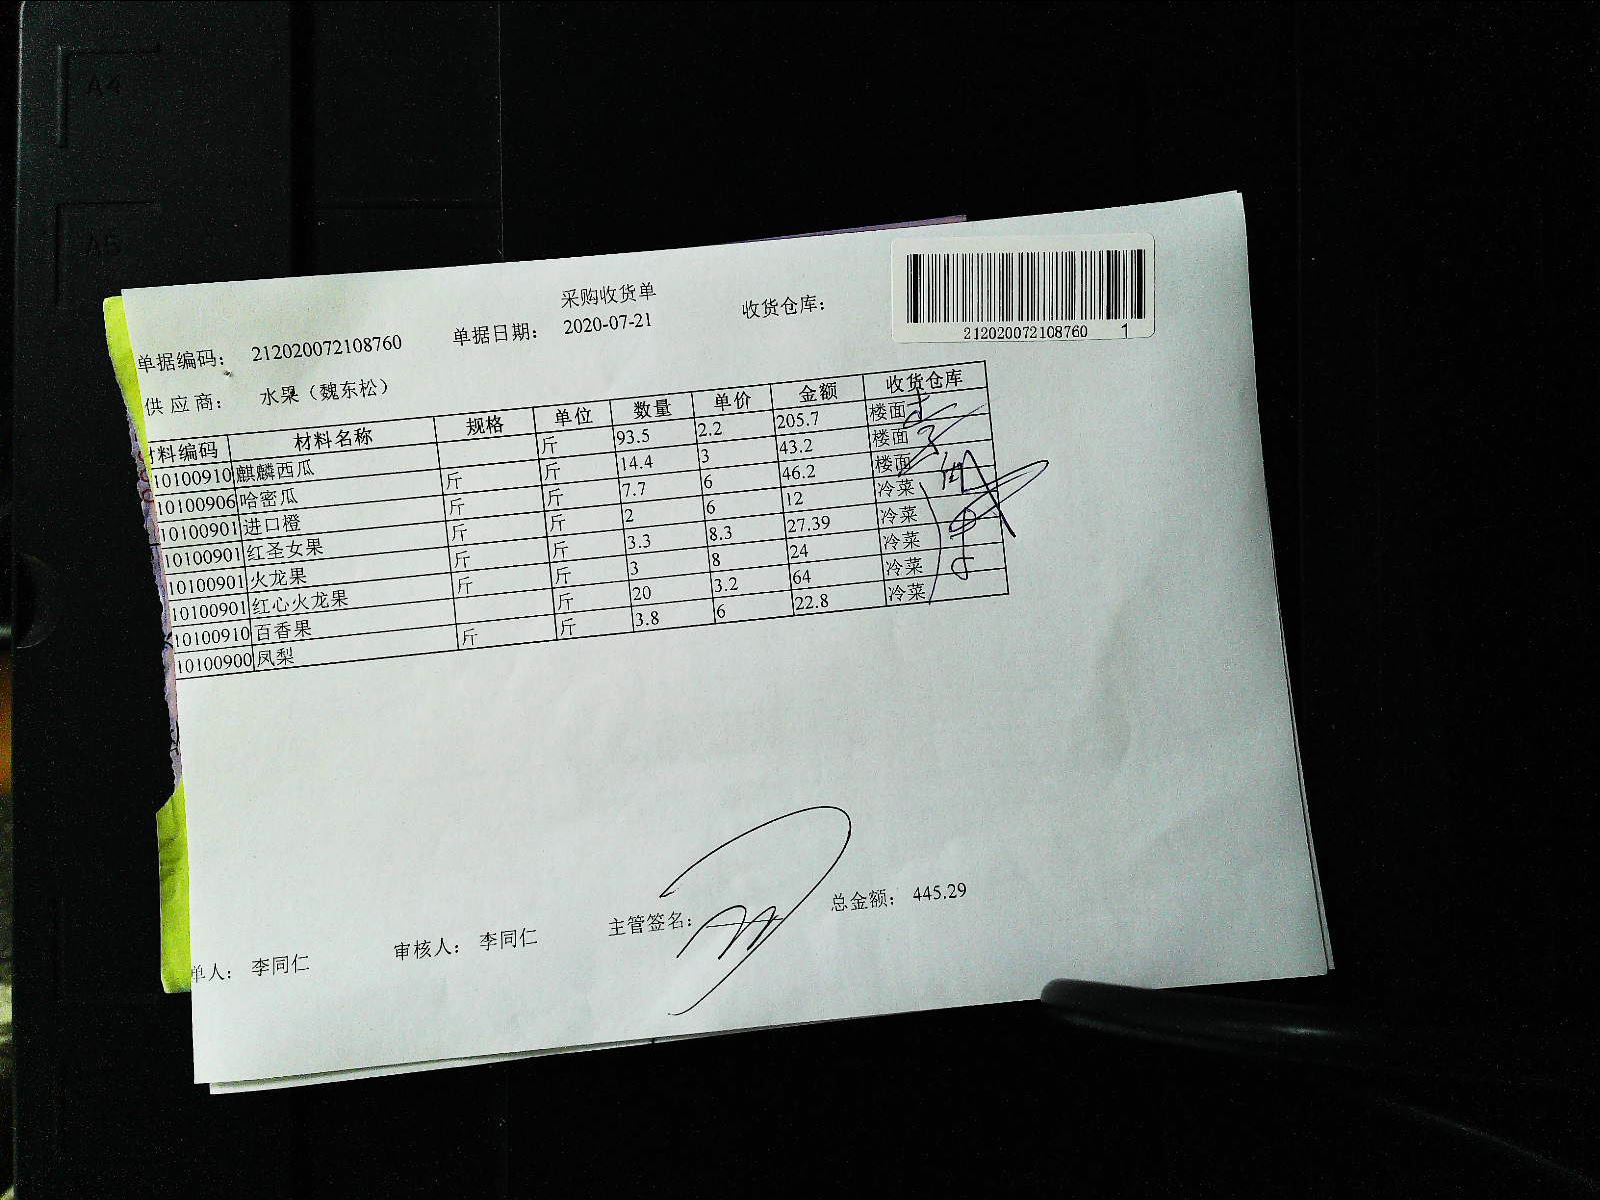 A4
A5
采购收货单
单据编码: 212020072108760 单据日期: 2020-07-21 收货仓库:
212020072108760 1
供应商: 水果（魏东松）
材料编码 材料名称 规格 单位 数量 单价 金额 收货仓库
10100910 麒麟西瓜 斤 93.5 2.2 205.7 楼面
10100906 哈密瓜 斤 斤 14.4 3 43.2 楼面
10100901 进口橙 斤 斤 7.7 6 46.2 楼面
10100901 红圣女果 斤 斤 2 6 12 冷菜
10100901 火龙果 斤 斤 3.3 8.3 27.39 冷菜
10100901 红心火龙果 斤 斤 3 8 24 冷菜
10100910 百香果 斤 20 3.2 64 冷菜
10100900 凤梨 斤 斤 3.8 6 22.8 冷菜
单人: 李同仁 审核人: 李同仁 主管签名: 总金额: 445.29